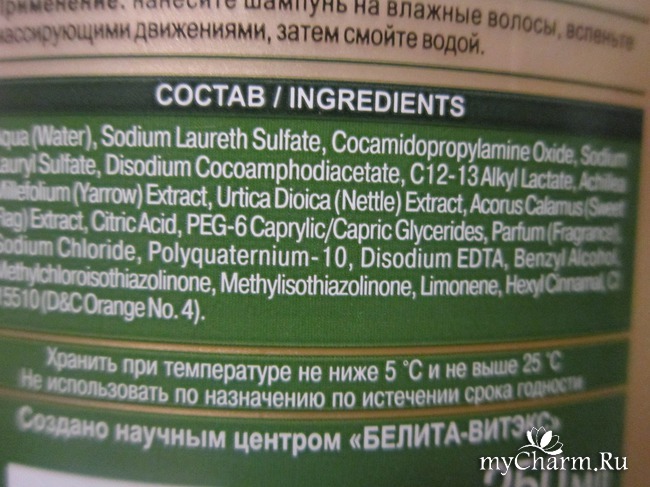 Применение: нанесите шампунь на влажные волосы, вспеньте
массирующими движениями, затем смойте водой.
СОСТАВ / INGREDIENTS
Aqua (Water), Sodium Laureth Sulfate, Cocamidopropylamine Oxide, Sodium
Lauryl Sulfate, Disodium Cocoamphodiacetate, C12-13 Alkyl Lactate, Achillea
Millefolium (Yarrow) Extract, Urtica Dioica (Nettle) Extract, Acorus Calamus (Sweet
Flag) Extract, Citric Acid, PEG-6 Caprylic/Capric Glycerides, Parfum (Fragrance),
Sodium Chloride, Polyquaternium-10, Disodium EDTA, Benzyl Alcohol,
Methylchloroisothiazolinone, Methylisothiazolinone, Limonene, Hexyl Cinnamal, CI
15510 (D&C Orange No. 4).
Хранить при температуре не ниже 5 °С и не выше 25 °С
Не использовать по назначению по истечении срока годности
Создано научным центром «БЕЛИТА-ВИТЭКС»
myCharm.Ru